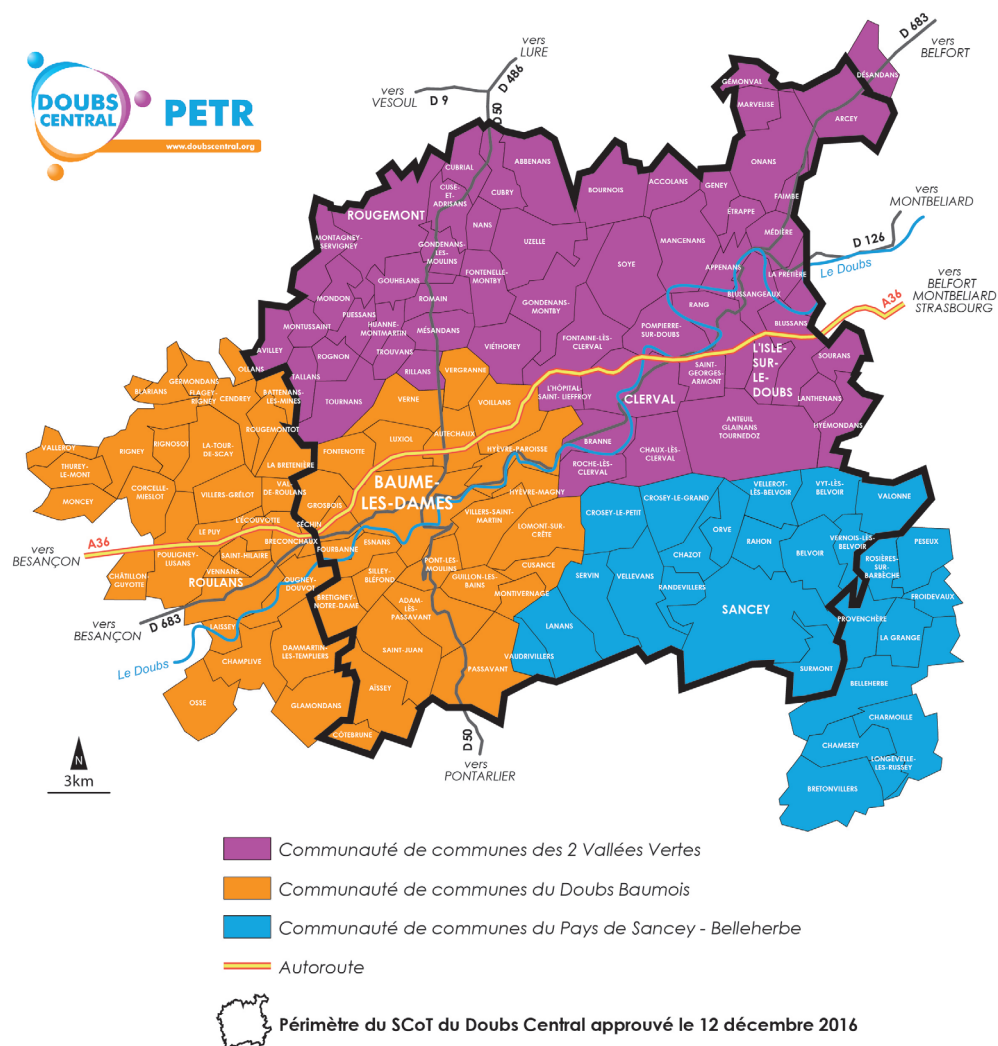 DOUBS
CENTRAL
PETR
www.doubscentral.org
vers
LURE
D 486
vers
VESOUL
D 9
D 50
D 683
vers
BELFORT
vers
MONTBELIARD
D 126
Le Doubs
vers
BELFORT
MONTBELIARD
STRASBOURG
A36
GÉMONVAL
DÉSANDANS
MARVELISE
ARCEY
ONANS
CUBRIAL
ABBENANS
CUSE-
ET-
ADRISANS
CUBRY
BOURNOIS
ACCOLANS
GENEY
FAIMBE
ÉTRAPPE
ROUGEMONT
NANS
MONTAGNEY-
SERVIGNEY
GONDENANS-
LES-
MOULINS
UZELLE
MANCENANS
MÉDIÈRE
SOYE
APPENANS
LA PRÉTIÈRE
GOUHELANS
FONTENELLE-
MONTBY
BLUSSANGEAUX
MONDON
ROMAIN
RANG
PUESSANS
GONDENANS-
MONTBY
MONTUSSAINT
HUANNE-
MONTMARTIN
MÉSANDANS
POMPIERRE-
SUR-DOUBS
BLUSSANS
FONTAINE-LÈS-
CLERVAL
AVILLEY
ROGNON
TROUVANS
VIÉTHOREY
L'ISLE-
SUR-
LE-
DOUBS
SOURANS
OLLANS
TALLANS
RILLANS
VERGRANNE
SAINT-
GEORGES-
ARMONT
GERMONDANS
BLARIANS
FLAGEY-
RIGNEY
CENDREY
BATTENANS-
LES-MINES
TOURNANS
VERNE
VOILLANS
L'HÔPITAL-
SAINT- LIEFFROY
CLERVAL
LANTHENANS
ROUGEMONTOT
ANTEUIL
GLAINANS
TOURNEDOZ
HYÉMONDANS
VALLEROY
RIGNOSOT
LUXIOL
AUTECHAUX
BRANNE
RIGNEY
LA-TOUR-
DE-SCAY
FONTENOTTE
HYÈVRE-PAROISSE
CHAUX-LÈS-
CLERVAL
THUREY-
LE-MONT
LA BRETENIÈRE
ROCHE-LÈS-
CLERVAL
MONCEY
CORCELLE-
MIESLOT
VILLERS-GRÉLOT
VAL-
DE-ROULANS
BAUME-
LES-DAMES
HYÈVRE-MAGNY
VELLEROT-
LÈS-BELVOIR
VYT-LÈS-
BELVOIR
CROSEY-LE-GRAND
VALONNE
GROSBOIS
VILLERS-SAINT-
MARTIN
CROSEY-LE-PETIT
L'ÉCOUVIOTTE
SÉCHIN
LOMONT-SUR-
CRÊTE
ORVE
LE PUY
BRECONCHAUX
ESNANS
RAHON
VERNOIS-LÈS-
BELVOIR
PESEUX
vers
BESANÇON
A36
POULIGNEY-
LUSANS
SAINT-HILAIRE
FOURBANNE
PONT-LES-
MOULINS
CUSANCE
CHAZOT
BELVOIR
ROSIÈRES-
SUR-
BARBÈCHE
VENNANS
CHÂTILLON-
GUYOTTE
ROULANS
OUGNEY-
DOUVOT
SILLEY-
BLÉFOND
GUILLON-LES-
BAINS
SERVIN
VELLEVANS
RANDEVILLERS
MONTIVERNAGE
BRETIGNEY-
NOTRE-DAME
ADAM-
LÈS-
PASSAVANT
SANCEY
FROIDEVAUX
PROVENCHÈRE
vers
BESANÇON
D 683
LAISSEY
LANANS
LA GRANGE
DAMMARTIN-
LES-TEMPLIERS
SAINT-JUAN
VAUDRIVILLERS
Le Doubs
CHAMPLIVE
PASSAVANT
SURMONT
AÏSSEY
BELLEHERBE
OSSE
GLAMONDANS
CHARMOILLE
CÔTEBRUNE
D 50
CHAMESEY
LONGEVELLE-
LES-RUSSEY
vers
PONTARLIER
BRETONVILLERS
N
3km
Communauté de communes des 2 Vallées Vertes
Communauté de communes du Doubs Baumois
Communauté de communes du Pays de Sancey - Belleherbe
Autoroute
Périmètre du SCoT du Doubs Central approuvé le 12 décembre 2016